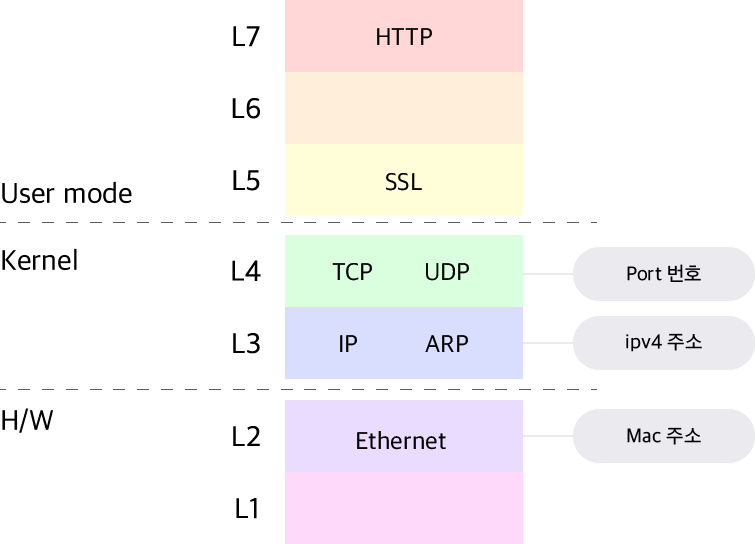 L7 HTTP
L6
L5 SSL
User mode
Kernel
L4 TCP UDP Port 번호
L3 IP ARP ipv4 주소
H/W
L2 Ethernet Mac 주소
L1